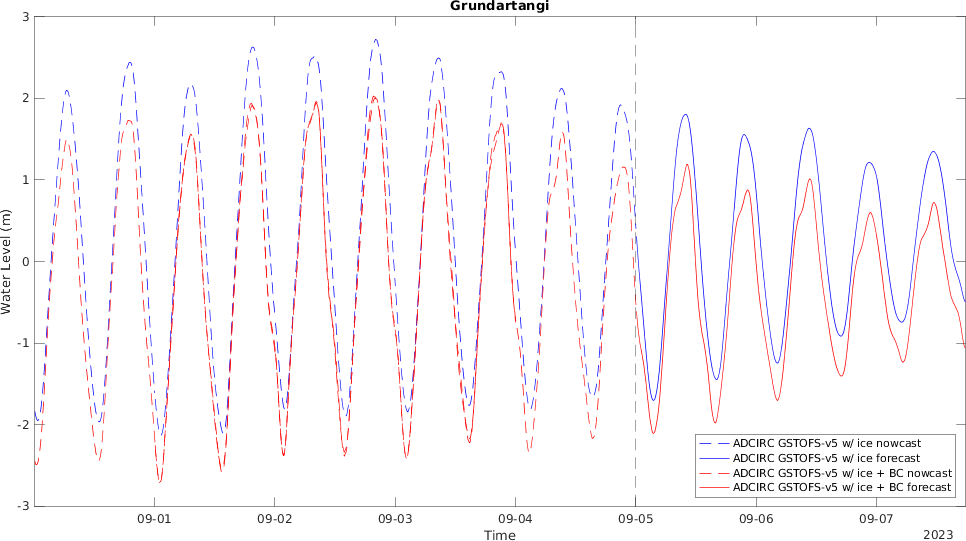 Grundartangi
3
2
1
0
-1
-2
-3
Water Level (m)
09-01 09-02 09-03 09-04 09-05 09-06 09-07
Time
2023
ADCIRC GSTOFS-v5 w/ ice nowcast
ADCIRC GSTOFS-v5 w/ ice forecast
ADCIRC GSTOFS-v5 w/ ice + BC nowcast
ADCIRC GSTOFS-v5 w/ ice + BC forecast